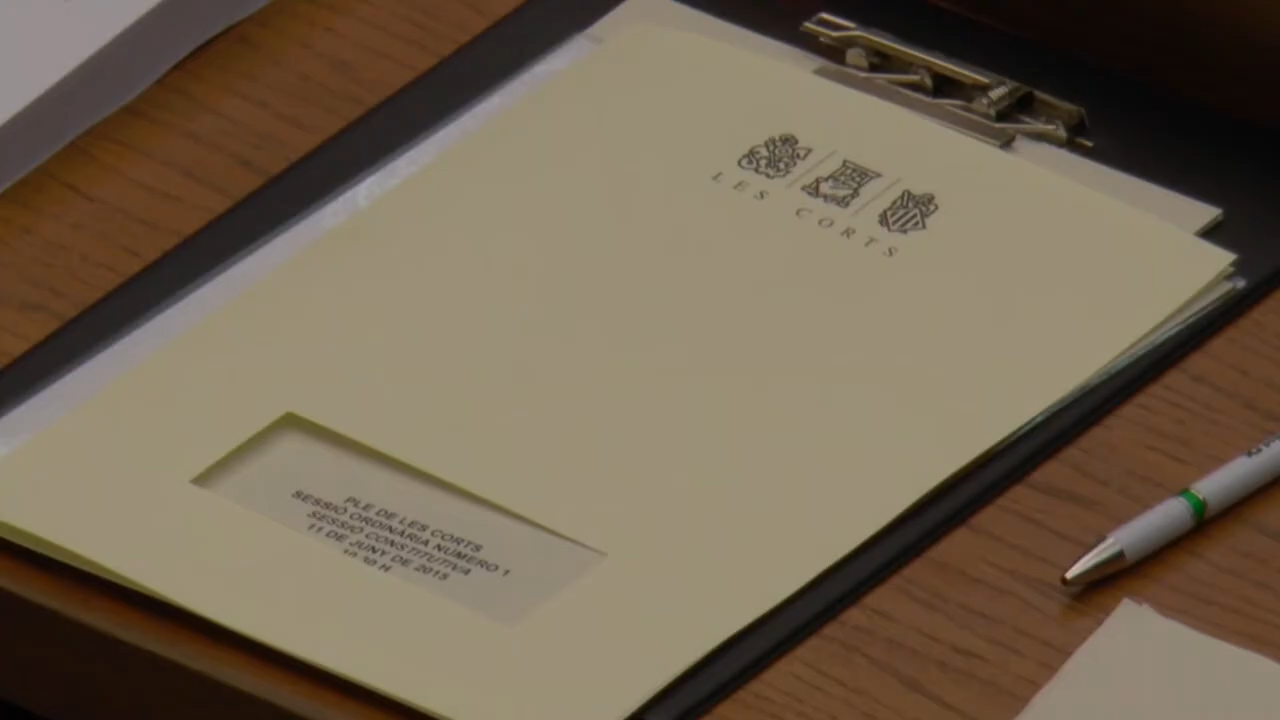 LES CORTS
PLE DE LES CORTS
SESSIÓ ORDINÀRIA NÚMERO 1
SESSIÓ CONSTITUTIVA
11 DE JUNY DE 2015
H